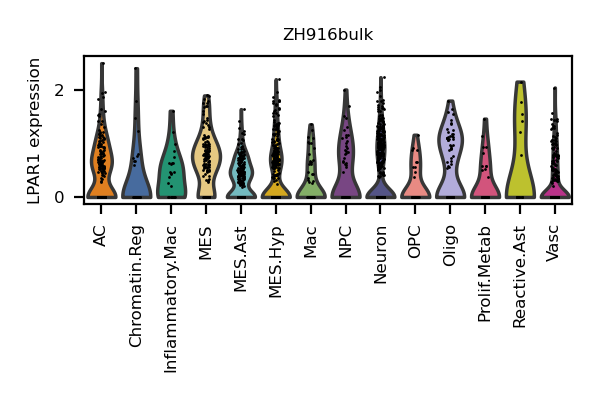 ZH916bulk
LPAR1 expression
2
0
AC
Chromatin.Reg
Inflammatory.Mac
MES
MES.Ast
MES.Hyp
Mac
NPC
Neuron
OPC
Oligo
Prolif.Metab
Reactive.Ast
Vasc